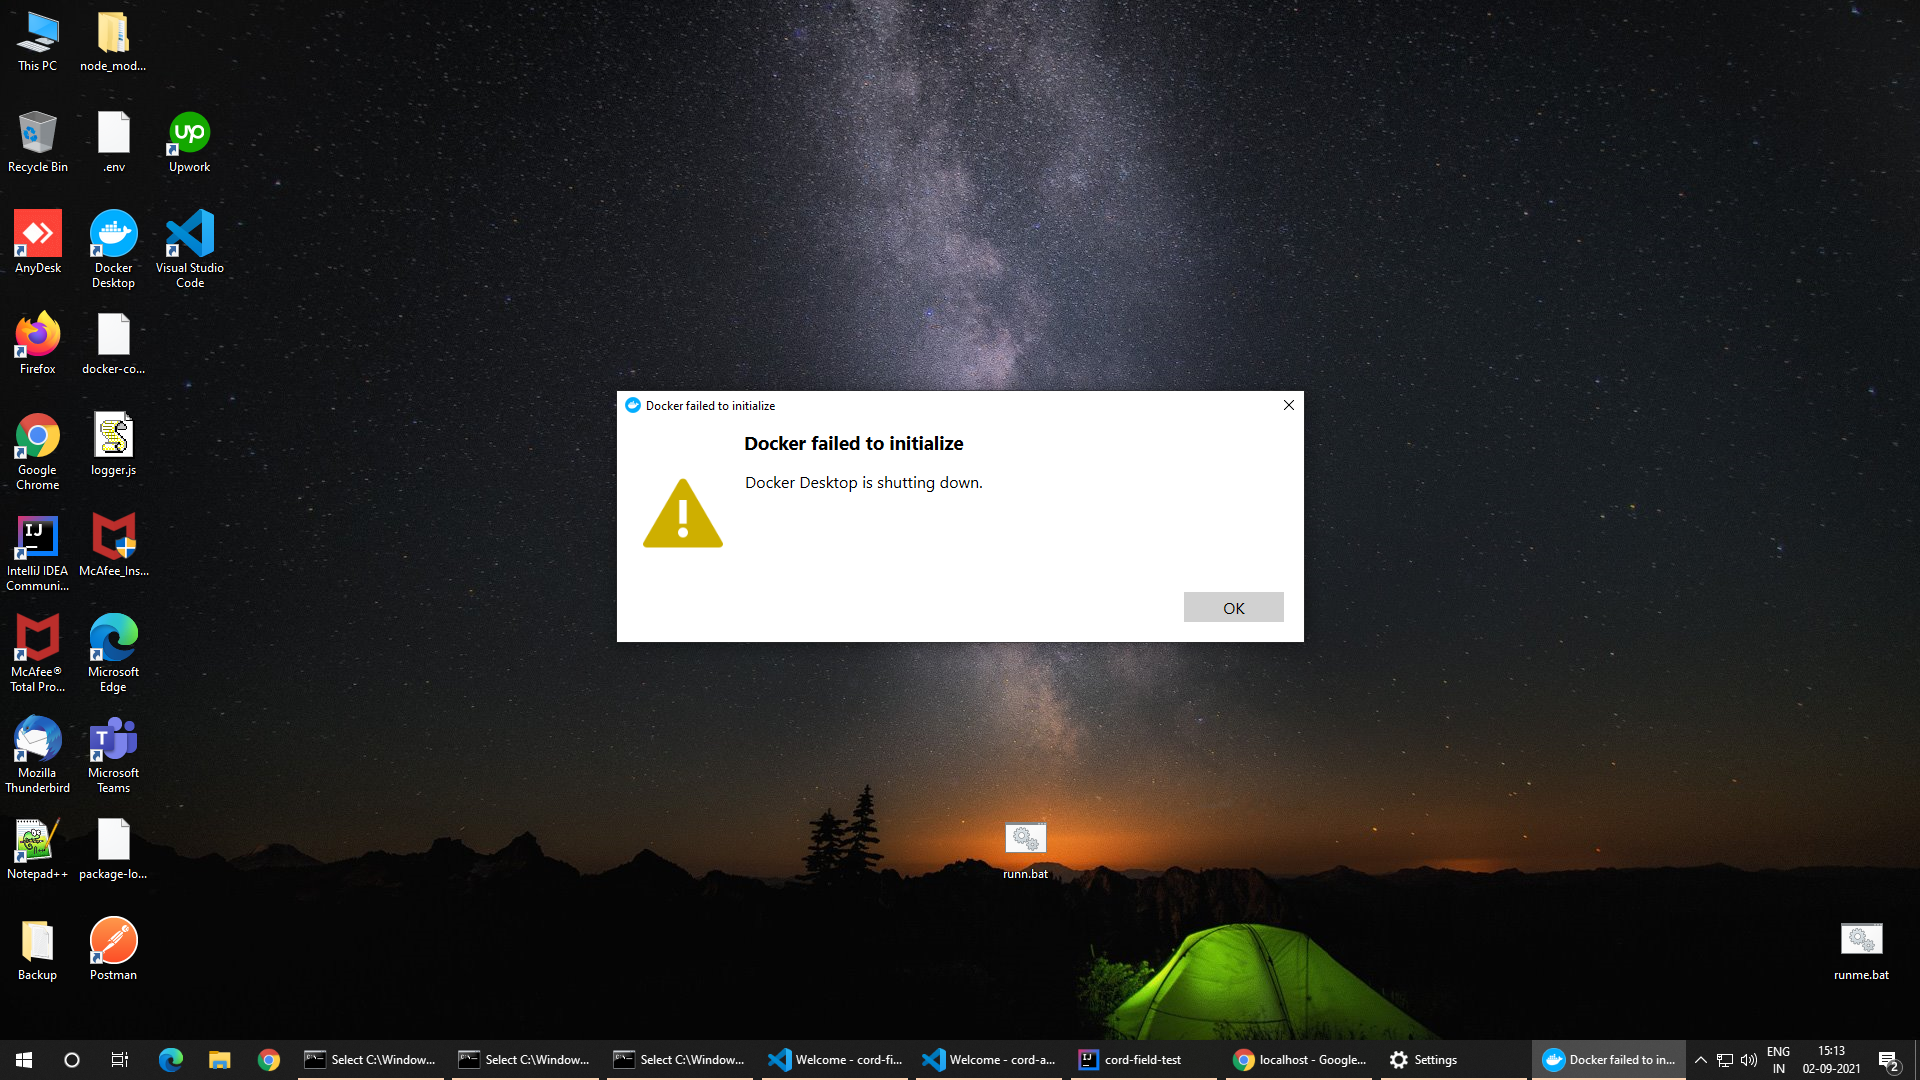 This PC
node_mod...
Recycle Bin
.env
up
Upwork
AnyDesk
Docker
Desktop
Visual Studio
Code
Firefox
docker-co...
Google
Chrome
logger.js
IJ
IntelliJ IDEA
Communi...
McAfee_Ins...
McAfee®
Total Pro...
Microsoft
Edge
Mozilla
Thunderbird
T
Microsoft
Teams
Notepad++
package-lo...
Backup
Postman
Docker failed to initialize
Docker failed to initialize
Docker Desktop is shutting down.
OK
runn.bat
runme.bat
Select C:\Window...
Select C:\Window...
Select C:\Window...
Welcome - cord-fi...
Welcome - cord-a...
cord-field-test
localhost - Google...
Settings
Docker failed to in...
ENG
IN
15:13
02-09-2021
2